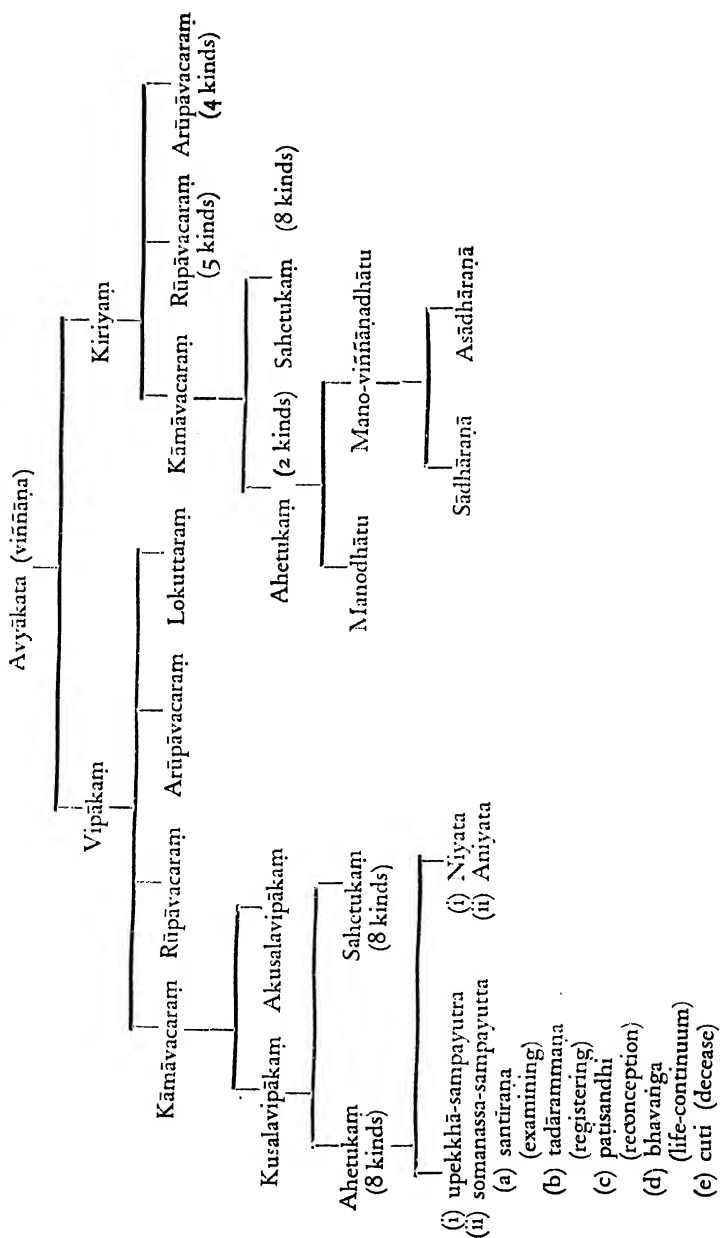 Avyākata (viññāṇa)
Vipākaṃ
Kiriyaṃ
Kāmāvacaraṃ Rūpāvacaraṃ Arūpāvacaraṃ Lokuttaraṃ
Kāmāvacaraṃ Rūpāvacaraṃ Arūpāvacaraṃ
(5 kinds) (4 kinds)
Kusalavipākaṃ Akusalavipākaṃ
Ahetukaṃ (2 kinds) Sahetukaṃ (8 kinds)
Ahetukaṃ Sahetukaṃ
(8 kinds) (8 kinds)
Manodhātu Mano-viññāṇadhātu
Sādhāraṇā Asādhāraṇā
(i) upekkhā-sampayutra
(ii) somanassa-sampayutta
(a) santīraṇa
(examining)
(b) tadārammaṇa
(registering)
(c) paṭisandhi
(reconception)
(d) bhavaṅga
(life-continuum)
(e) cuti (decease)
(i) Niyata
(ii) Aniyata